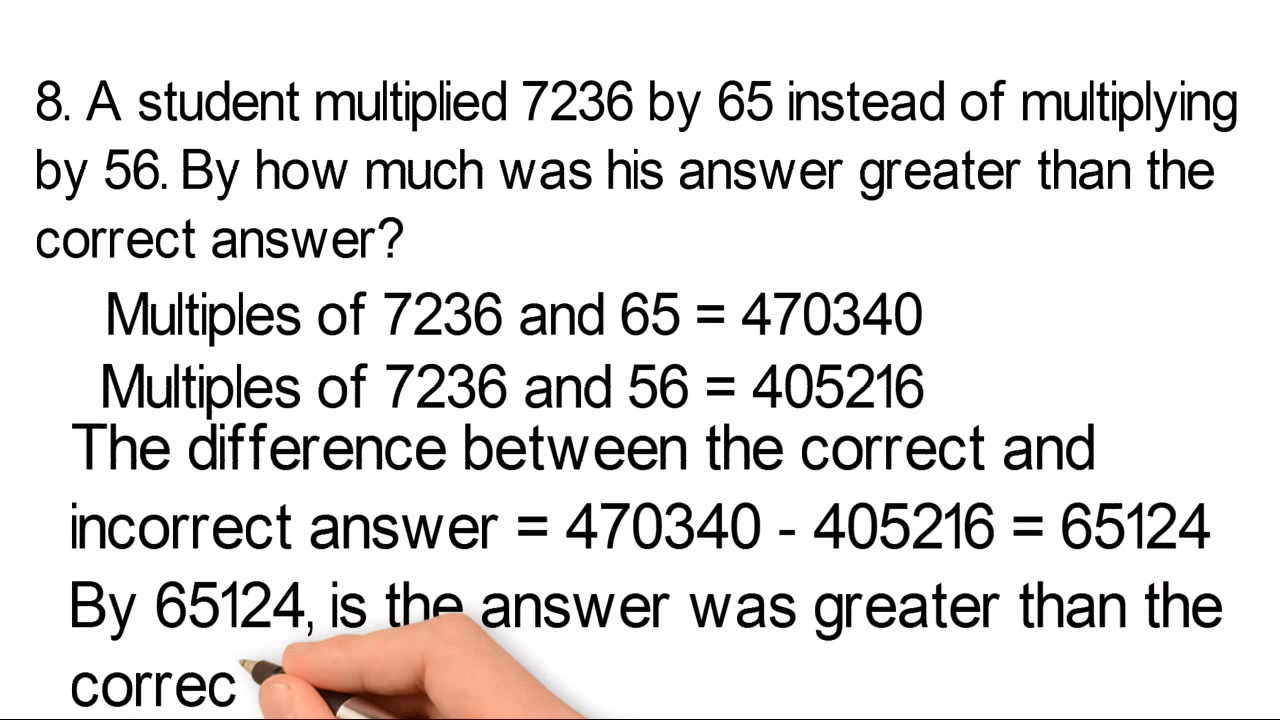 8. A student multiplied 7236 by 65 instead of multiplying
by 56. By how much was his answer greater than the
correct answer?
Multiples of 7236 and 65 = 470340
Multiples of 7236 and 56 = 405216
The difference between the correct and
incorrect answer = 470340 - 405216 = 65124
By 65124, is the answer was greater than the
correc